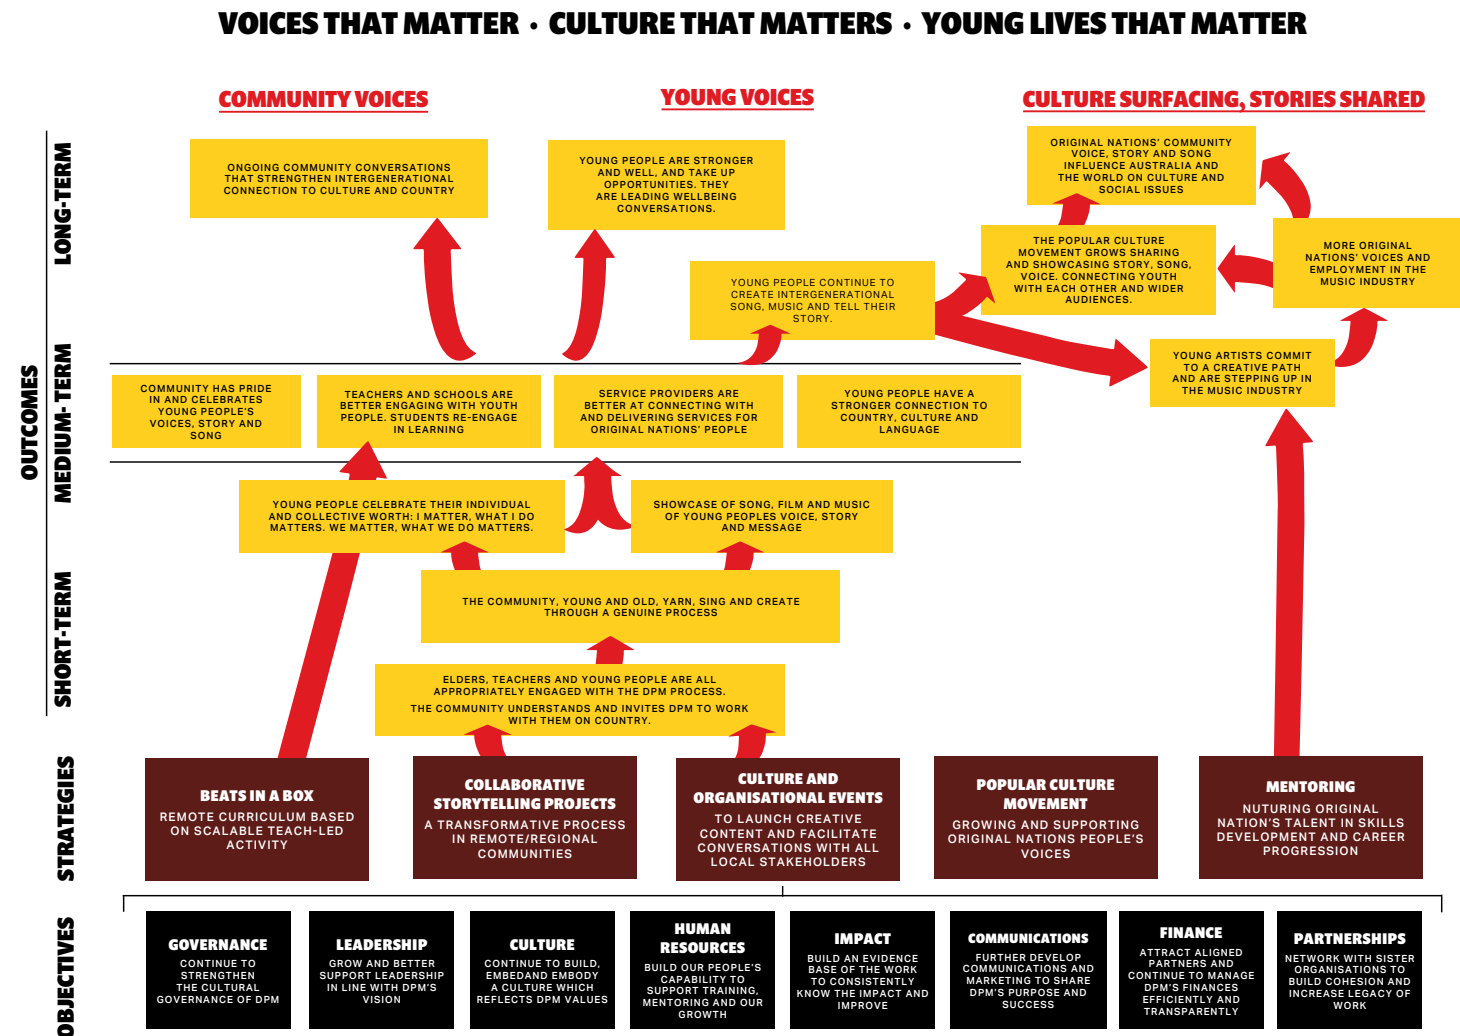 VOICES THAT MATTER · CULTURE THAT MATTERS · YOUNG LIVES THAT MATTER
COMMUNITY VOICES
YOUNG VOICES
CULTURE SURFACING, STORIES SHARED
OUTCOMES
LONG-TERM
ONGOING COMMUNITY CONVERSATIONS
THAT STRENGTHEN INTERGENERATIONAL
CONNECTION TO CULTURE AND COUNTRY
YOUNG PEOPLE ARE STRONGER
AND WELL, AND TAKE UP
OPPORTUNITIES. THEY
ARE LEADING WELLBEING
CONVERSATIONS.
ORIGINAL NATIONS' COMMUNITY
VOICE, STORY AND SONG
INFLUENCE AUSTRALIA AND
THE WORLD ON CULTURE AND
SOCIAL ISSUES
THE POPULAR CULTURE
MOVEMENT GROWS SHARING
AND SHOWCASING STORY, SONG,
VOICE. CONNECTING YOUTH
WITH EACH OTHER AND WIDER
AUDIENCES.
MORE ORIGINAL
NATIONS' VOICES AND
EMPLOYMENT IN THE
MUSIC INDUSTRY
YOUNG PEOPLE CONTINUE TO
CREATE INTERGENERATIONAL
SONG, MUSIC AND TELL THEIR
STORY.
YOUNG ARTISTS COMMIT
TO A CREATIVE PATH
AND ARE STEPPING UP IN
THE MUSIC INDUSTRY
MEDIUM- TERM
COMMUNITY HAS PRIDE
IN AND CELEBRATES
YOUNG PEOPLE'S
VOICES, STORY AND
SONG
TEACHERS AND SCHOOLS ARE
BETTER ENGAGING WITH YOUTH
PEOPLE. STUDENTS RE-ENGAGE
IN LEARNING
SERVICE PROVIDERS ARE
BETTER AT CONNECTING WITH
AND DELIVERING SERVICES FOR
ORIGINAL NATIONS' PEOPLE
YOUNG PEOPLE HAVE A
STRONGER CONNECTION TO
COUNTRY, CULTURE AND
LANGUAGE
YOUNG PEOPLE CELEBRATE THEIR INDIVIDUAL
AND COLLECTIVE WORTH: I MATTER, WHAT I DO
MATTERS. WE MATTER, WHAT WE DO MATTERS.
SHOWCASE OF SONG, FILM AND MUSIC
OF YOUNG PEOPLES VOICE, STORY
AND MESSAGE
SHORT-TERM
THE COMMUNITY, YOUNG AND OLD, YARN, SING AND CREATE
THROUGH A GENUINE PROCESS
ELDERS, TEACHERS AND YOUNG PEOPLE ARE ALL
APPROPRIATELY ENGAGED WITH THE DPM PROCESS.
THE COMMUNITY UNDERSTANDS AND INVITES DPM TO WORK
WITH THEM ON COUNTRY.
STRATEGIES
BEATS IN A BOX
REMOTE CURRICULUM BASED
ON SCALABLE TEACH-LED
ACTIVITY
COLLABORATIVE
STORYTELLING PROJECTS
A TRANSFORMATIVE PROCESS
IN REMOTE/REGIONAL
COMMUNITIES
CULTURE AND
ORGANISATIONAL EVENTS
TO LAUNCH CREATIVE
CONTENT AND FACILITATE
CONVERSATIONS WITH ALL
LOCAL STAKEHOLDERS
POPULAR CULTURE
MOVEMENT
GROWING AND SUPPORTING
ORIGINAL NATIONS PEOPLE'S
VOICES
MENTORING
NUTURING ORIGINAL
NATION'S TALENT IN SKILLS
DEVELOPMENT AND CAREER
PROGRESSION
OBJECTIVES
GOVERNANCE
CONTINUE TO
STRENGTHEN
THE CULTURAL
GOVERNANCE OF DPM
LEADERSHIP
GROW AND BETTER
SUPPORT LEADERSHIP
IN LINE WITH DPM'S
VISION
CULTURE
CONTINUE TO BUILD,
EMBEDAND EMBODY
A CULTURE WHICH
REFLECTS DPM VALUES
HUMAN
RESOURCES
BUILD OUR PEOPLE'S
CAPABILITY TO
SUPPORT TRAINING,
MENTORING AND OUR
GROWTH
IMPACT
BUILD AN EVIDENCE
BASE OF THE WORK
TO CONSISTENTLY
KNOW THE IMPACT AND
IMPROVE
COMMUNICATIONS
FURTHER DEVELOP
COMMUNICATIONS AND
MARKETING TO SHARE
DPM'S PURPOSE AND
SUCCESS
FINANCE
ATTRACT ALIGNED
PARTNERS AND
CONTINUE TO MANAGE
DPM'S FINANCES
EFFICIENTLY AND
TRANSPARENTLY
PARTNERSHIPS
NETWORK WITH SISTER
ORGANISATIONS TO
BUILD COHESION AND
INCREASE LEGACY OF
WORK